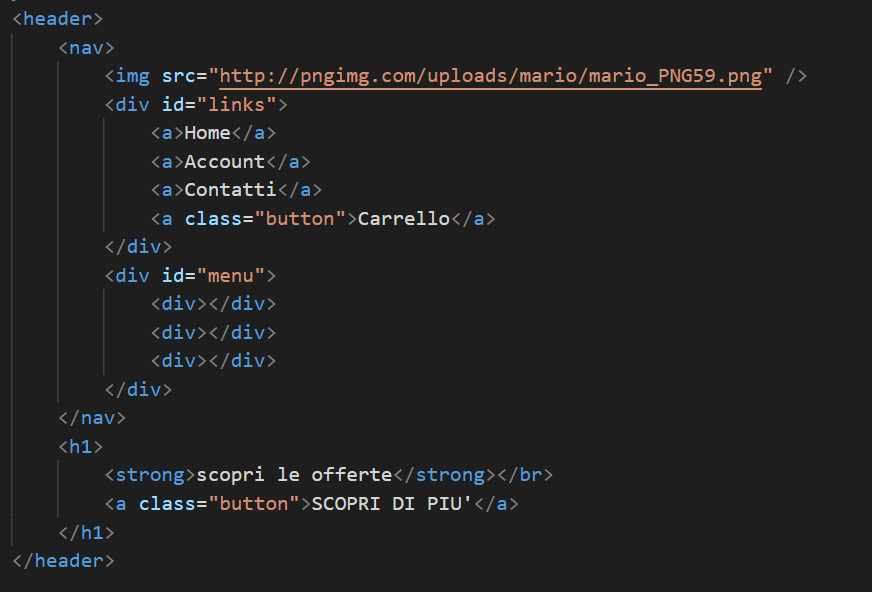 <header>
<nav>
<img src="http://pngimg.com/uploads/mario/mario_PNG59.png" />
<div id="links">
<a>Home</a>
<a>Account</a>
<a>Contatti</a>
<a class="button">Carrello</a>
</div>
<div id="menu">
<div></div>
<div></div>
<div></div>
</div>
</nav>
<h1>
<strong>scopri le offerte</strong></br>
<a class="button">SCOPRI DI PIU'</a>
</h1>
</header>